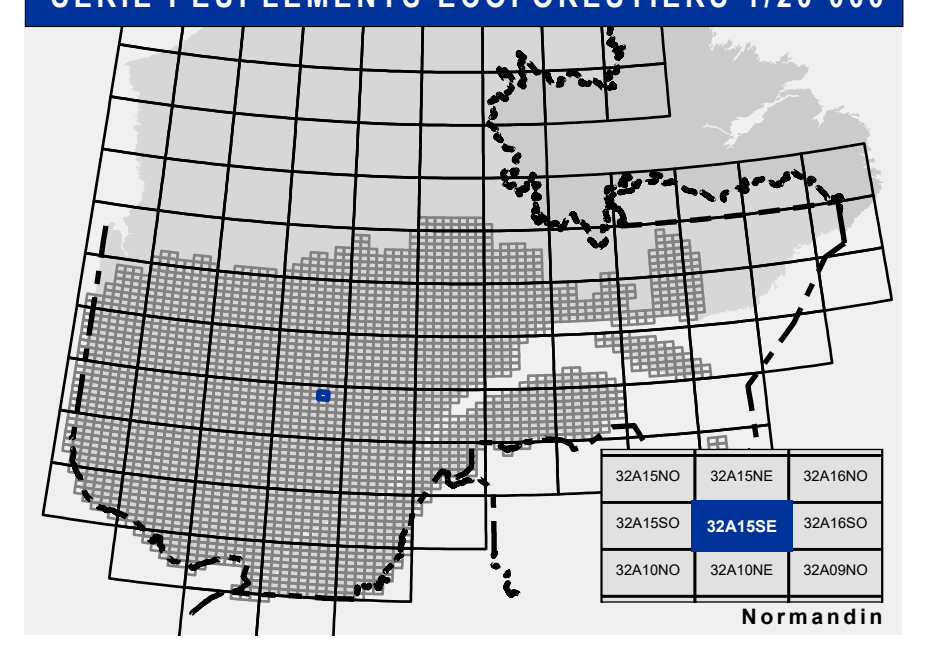 SÉRIE PEUPLEMENTS ÉCOFORESTIERS 1/20 000
32A15NO 32A15NE 32A16NO
32A15SO 32A15SE 32A16SO
32A10NO 32A10NE 32A09NO
Normandin